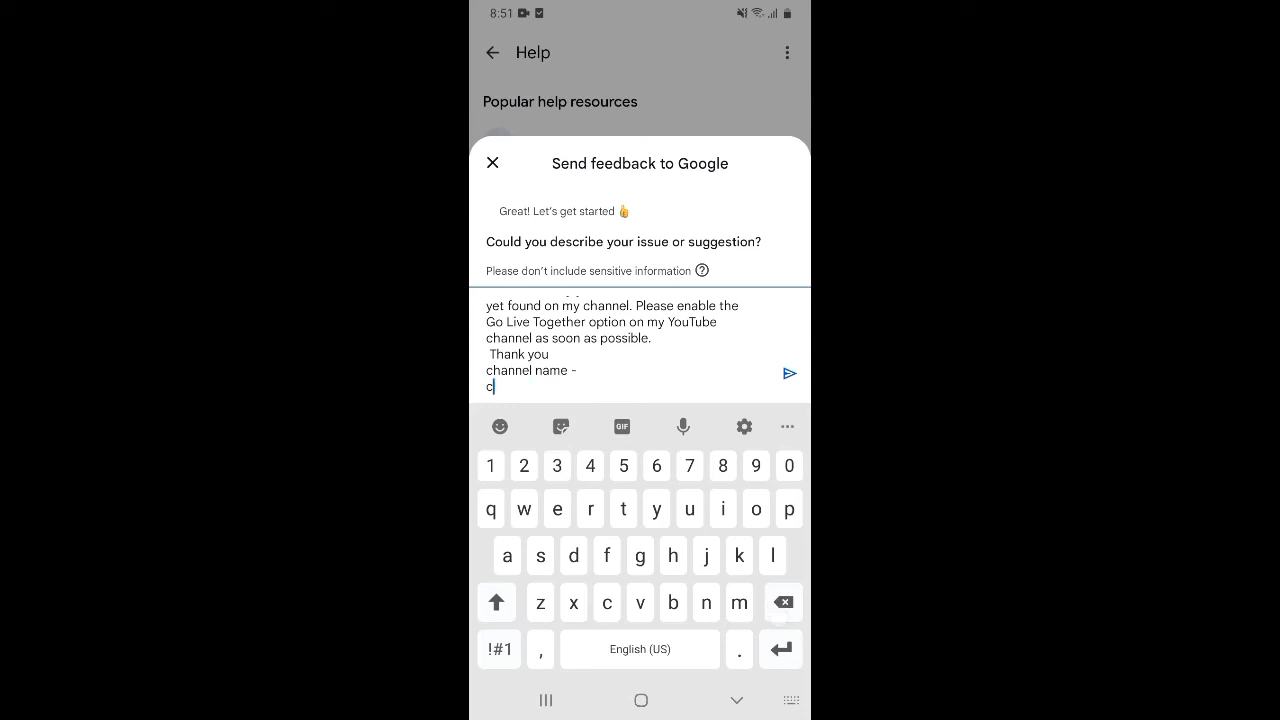 8:51
Help
Popular help resources
Send feedback to Google
Great! Let's get started 👍
Could you describe your issue or suggestion?
Please don't include sensitive information ?
yet found on my channel. Please enable the
Go Live Together option on my YouTube
channel as soon as possible.
Thank you
channel name -
c
GIF
1 2 3 4 5 6 7 8 9 0
q w e r t y u i o p
a s d f g h j k l
z x c v b n m
!#1 , English (US) .